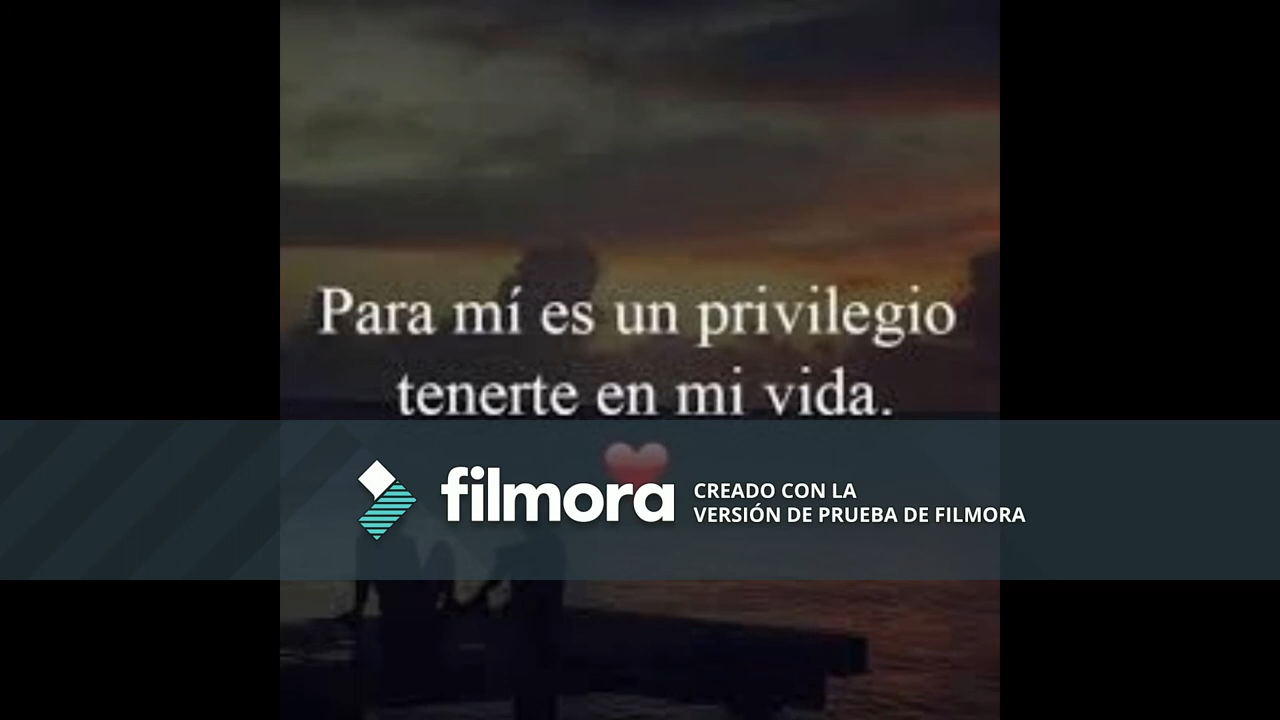 Para mí es un privilegio
tenerte en mi vida.
filmora
CREADO CON LA
VERSIÓN DE PRUEBA DE FILMORA